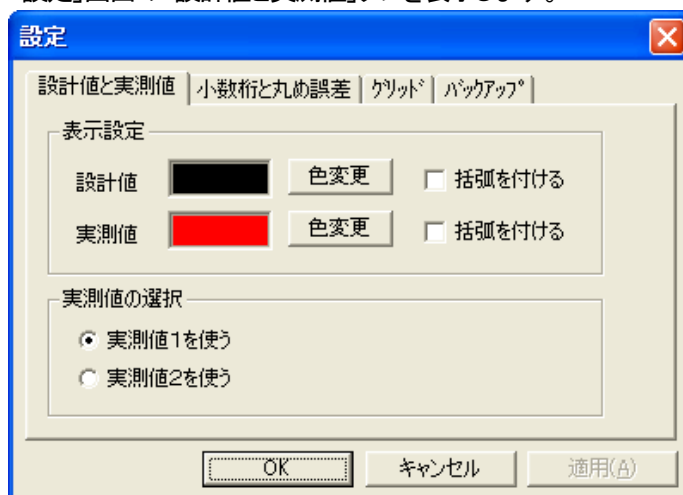 設定
設計値と実測値 小数桁と丸め誤差 ｸﾞﾘｯﾄﾞ ﾊﾞｯｸｱｯﾌﾟ
表示設定
設計値 色変更 括弧を付ける
実測値 色変更 括弧を付ける
実測値の選択
実測値1を使う
実測値2を使う
OK キャンセル 適用(A)